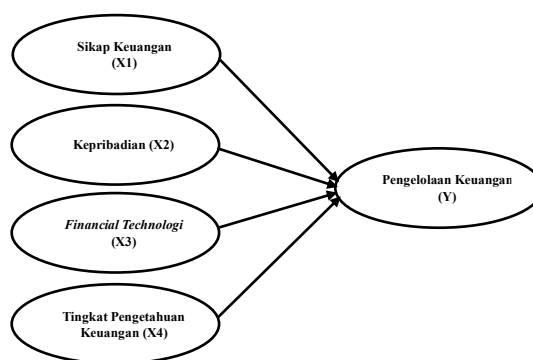 Sikap Keuangan
(X1)
Kepribadian (X2)
Financial Technologi
(X3)
Tingkat Pengetahuan
Keuangan (X4)
Pengelolaan Keuangan
(Y)